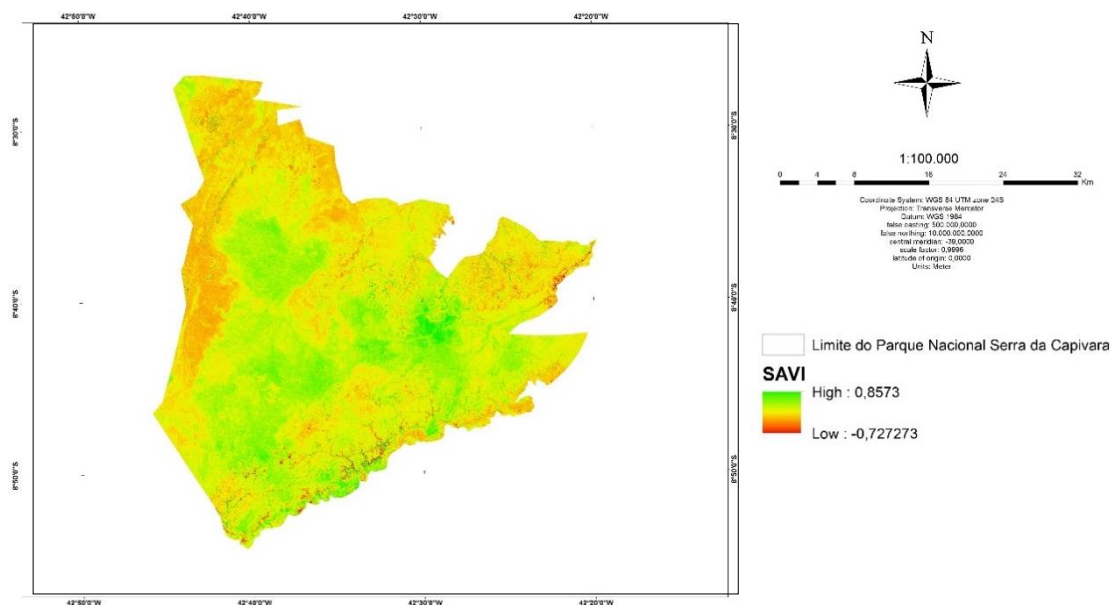 42°50'0"W 42°40'0"W 42°30'0"W 42°20'0"W
8°30'0"S 8°30'0"S
8°40'0"S 8°40'0"S
8°50'0"S 8°50'0"S
42°50'0"W 42°40'0"W 42°30'0"W 42°20'0"W
N
1:100.000
0 4 8 16 24 32
Km
Coordinate System: WGS 84 UTM zone 24S
Projection: Transverse Mercator
Datum: WGS 1984
false easting: 500.000,0000
false northing: 10.000.000,0000
central meridian: -39,0000
scale factor: 0,9996
latitude of origin: 0,0000
Units: Meter
Limite do Parque Nacional Serra da Capivara
SAVI
High : 0,8573
Low : -0,727273